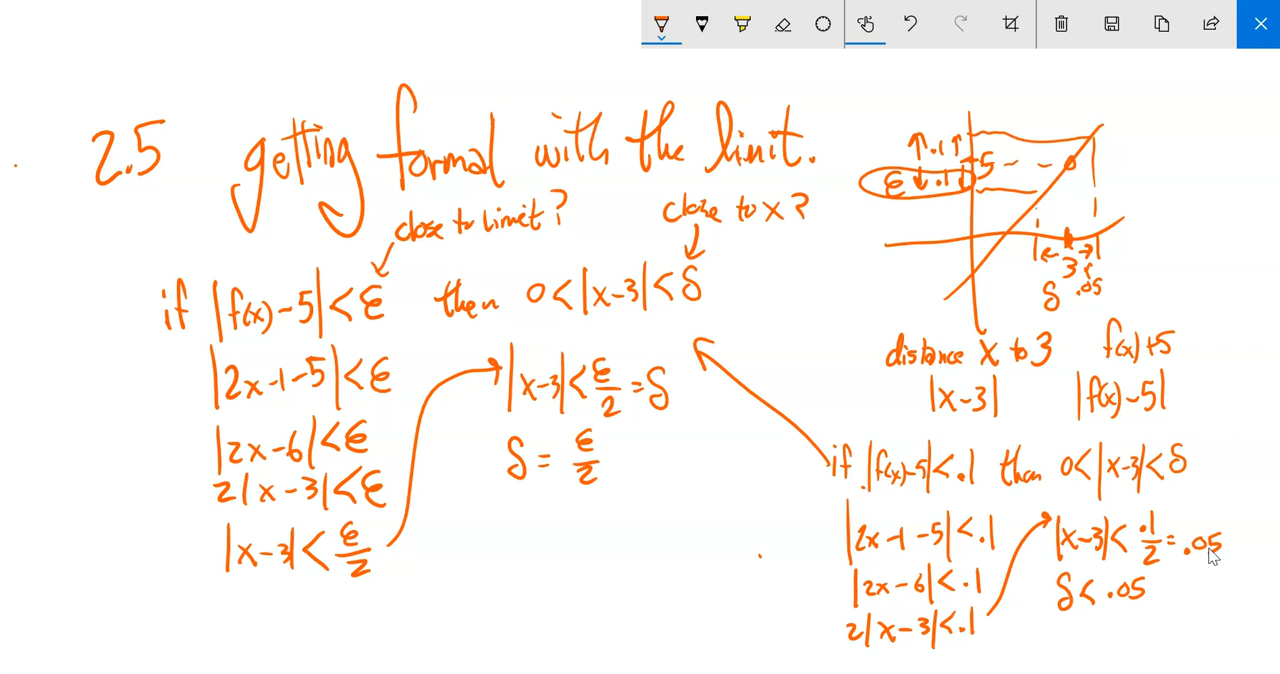 2.5 getting formal with the limit.
close to limit?
close to x?
if |f(x)-5|<ε then 0<|x-3|<δ
|2x-1-5|<ε
|2x-6|<ε
2|x-3|<ε
|x-3|<ε/2
|x-3|<ε/2=δ
δ=ε/2
↑.1↑
5
ε ↓.1↓
3
δ .05
distance x to 3
f(x)+5
|x-3|
|f(x)-5|
if |f(x)-5|<.1 then 0<|x-3|<δ
|2x-1-5|<.1
|2x-6|<.1
2|x-3|<.1
|x-3|<.1/2=.05
δ<.05